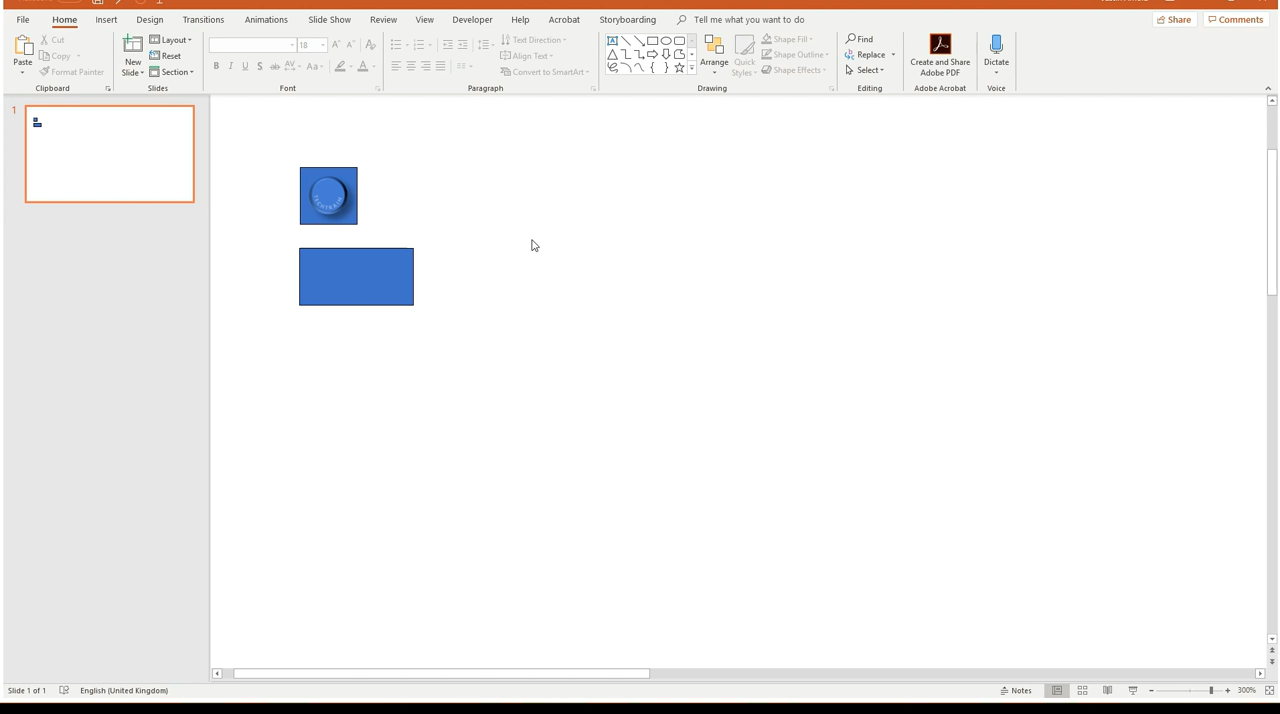 File Home Insert Design Transitions Animations Slide Show Review View Developer Help Acrobat Storyboarding Tell me what you want to do Share Comments
Cut Layout 18 Text Direction Shape Fill Find
Copy Reset Align Text Shape Outline Replace
Paste Format Painter New Slide Section B I U S ab AV Aa A Convert to SmartArt Arrange Quick Styles Shape Effects Select Create and Share Adobe PDF Dictate
Clipboard Slides Font Paragraph Drawing Editing Adobe Acrobat Voice
1
Slide 1 of 1 English (United Kingdom) Notes 300%